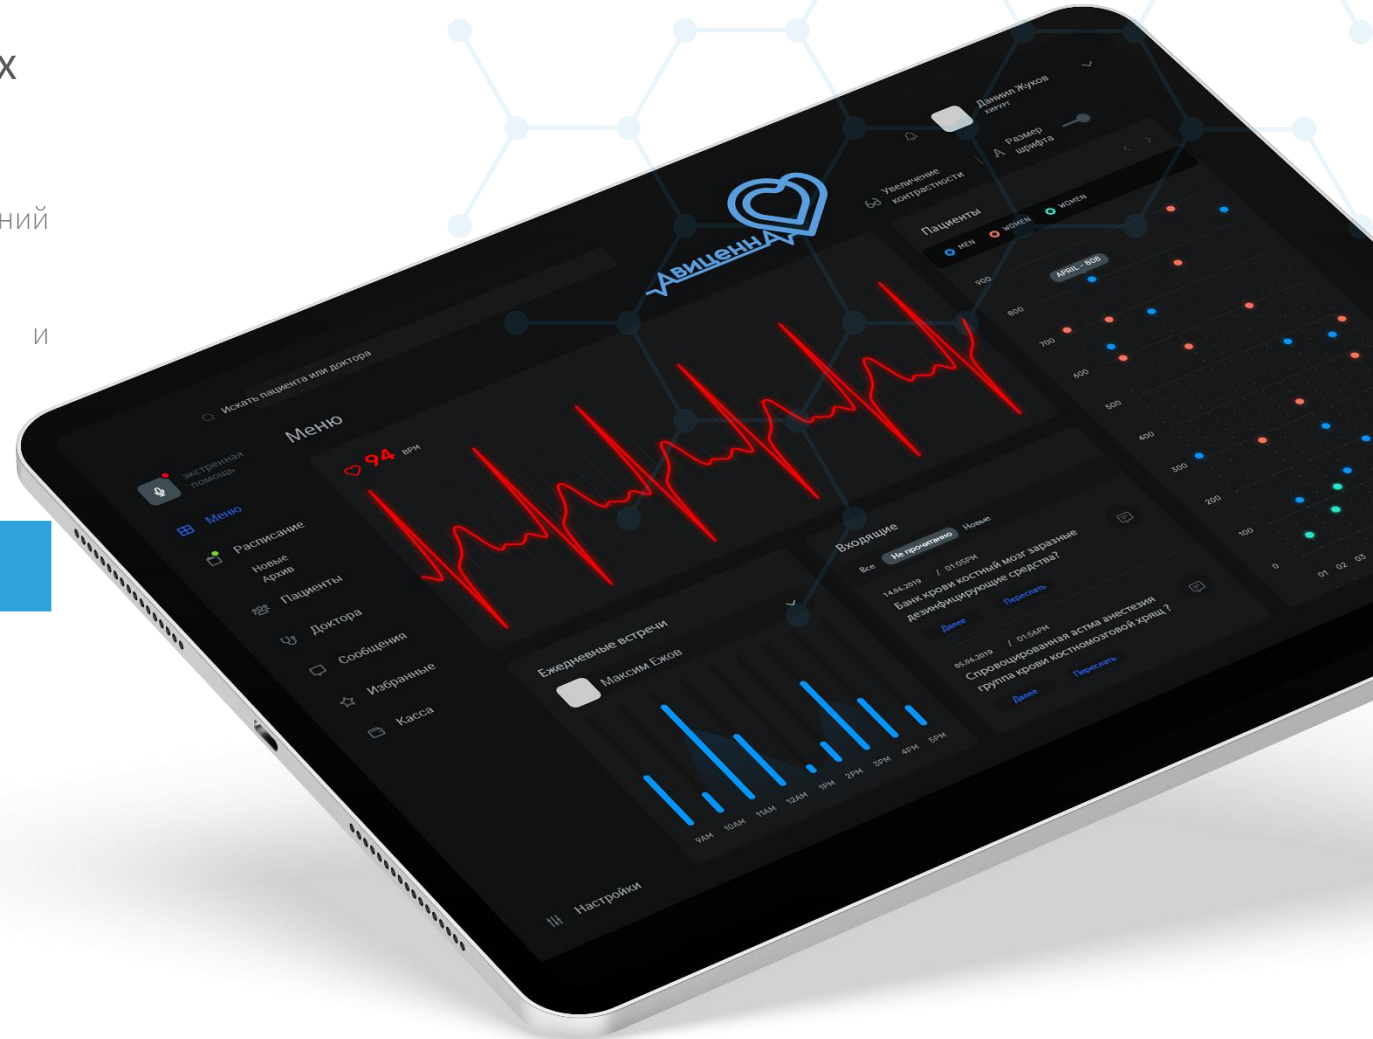 х
ний
и
Даниил Жуков
хирург
Увеличение
контрастности
A Размер
шрифта
АвиценнА
Искать пациента или доктора
экстренная
помощь
Меню
Расписание
Новые
Архив
Пациенты
Доктора
Сообщения
Избранные
Касса
Настройки
Меню
94 BPM
Пациенты
MEN WOMEN WOMEN
APRIL - 808
900
800
700
600
500
400
300
200
100
0
01 02 03
Ежедневные встречи
Максим Ежов
9AM 10AM 11AM 12AM 1PM 2PM 3PM 4PM 5PM
Входящие
Все Не прочитанно Новые
14.06.2019 / 01:05PM
Банк крови костный мозг заразные
дезинфицирующие средства?
Далее Переслать
05.06.2019 / 01:56PM
Спровоцированная астма анестезия
группа крови костномозговой хрящ ?
Далее Переслать